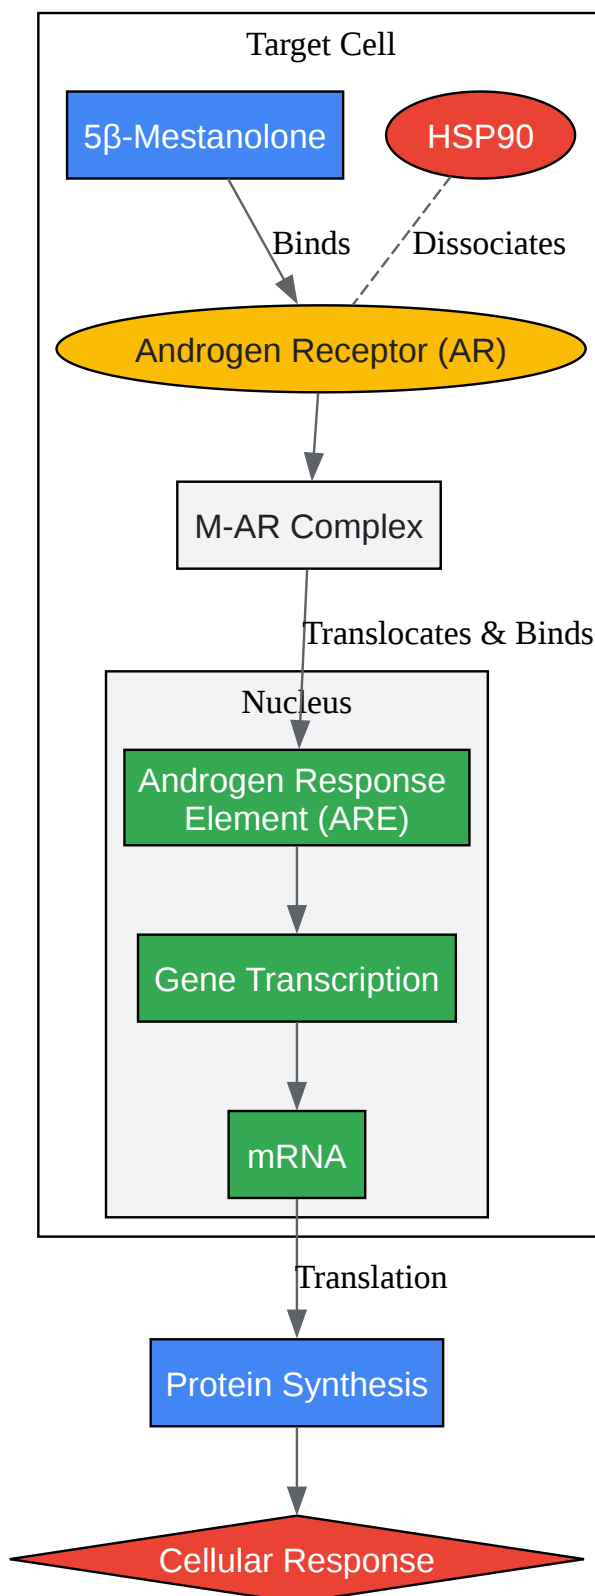 Target Cell
5β-Mestanolone
HSP90
Binds
Dissociates
Androgen Receptor (AR)
M-AR Complex
Translocates & Binds
Nucleus
Androgen Response
Element (ARE)
Gene Transcription
mRNA
Translation
Protein Synthesis
Cellular Response